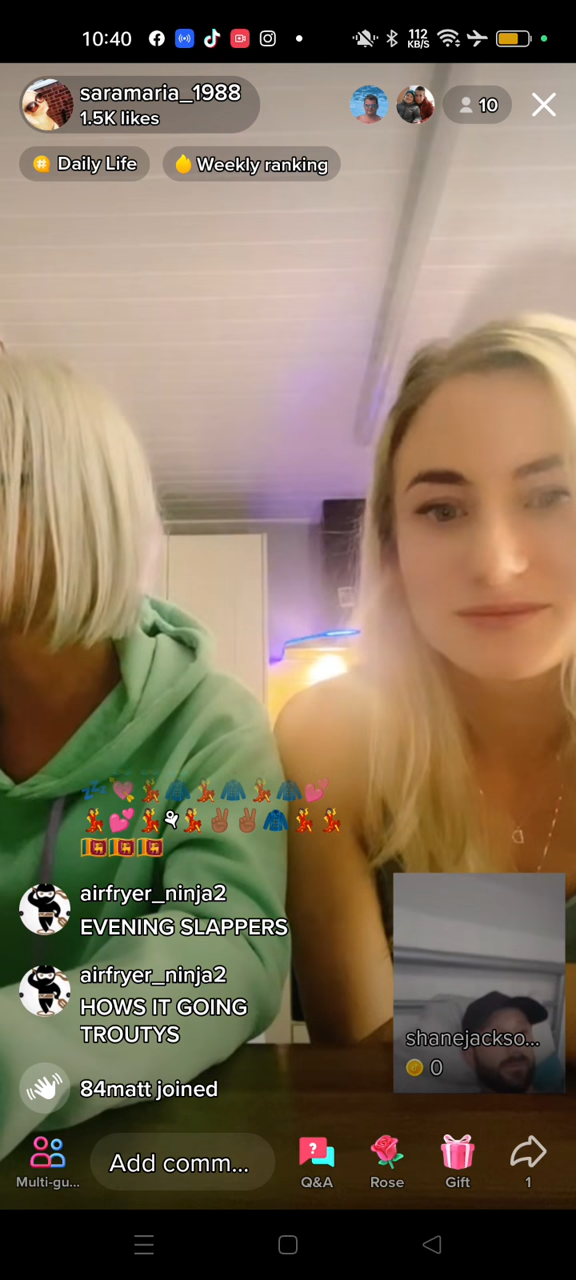 10:40
112
KB/S
saramaria_1988
1.5K likes
10
Daily Life
Weekly ranking
airfryer_ninja2
EVENING SLAPPERS
airfryer_ninja2
HOWS IT GOING
TROUTYS
shanejackso...
0
84matt joined
Add comm...
Multi-gu...
Q&A
Rose
Gift
1